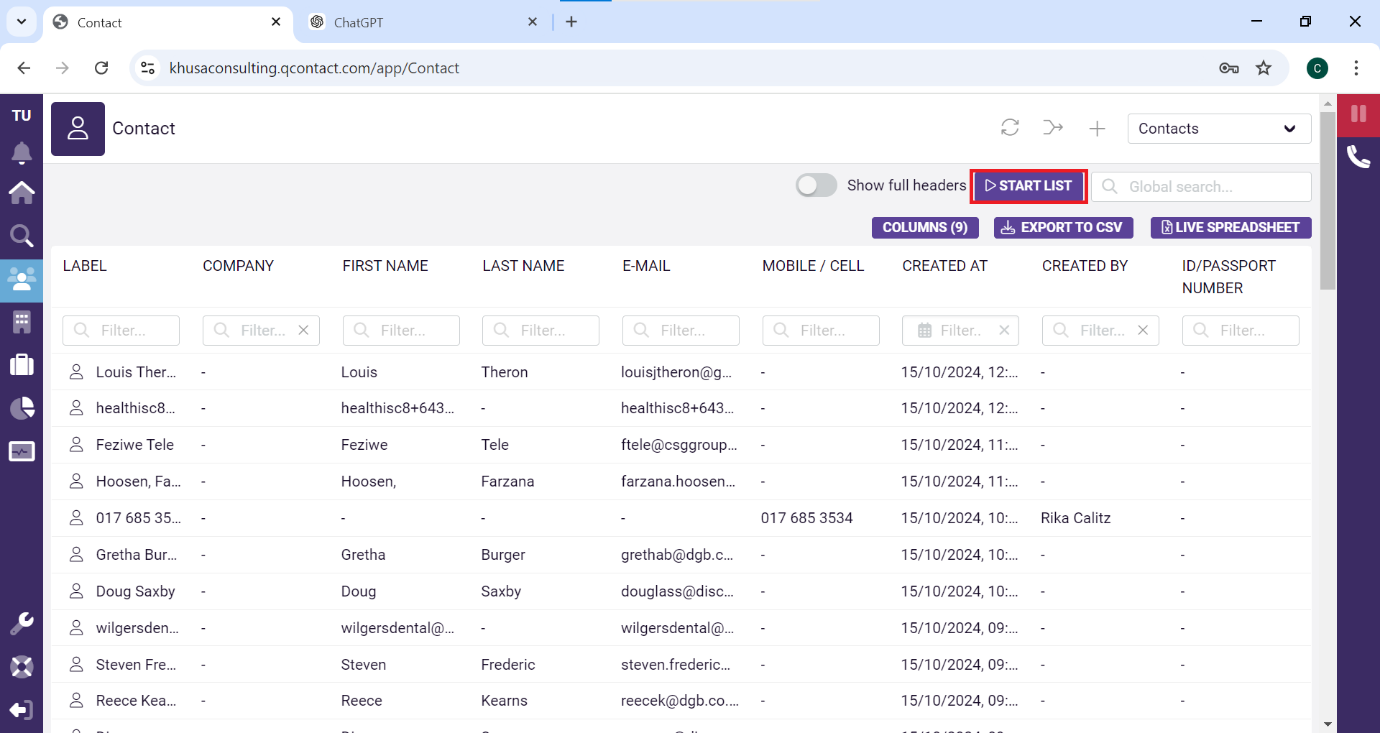 Contact
ChatGPT
khusaconsulting.qcontact.com/app/Contact
C
TU
Contact
Contacts
Show full headers
START LIST
Global search...
COLUMNS (9)
EXPORT TO CSV
LIVE SPREADSHEET
LABEL COMPANY FIRST NAME LAST NAME E-MAIL MOBILE / CELL CREATED AT CREATED BY ID/PASSPORT NUMBER
Filter... Filter... Filter... Filter... Filter... Filter... Filter... Filter... Filter...
Louis Ther... - Louis Theron louisjtheron@g... - 15/10/2024, 12:... - -
healthisc8... - healthisc8+643... - healthisc8+643... - 15/10/2024, 12:... - -
Feziwe Tele - Feziwe Tele ftele@csggroup... - 15/10/2024, 11:... - -
Hoosen, Fa... - Hoosen, Farzana farzana.hoosen... - 15/10/2024, 11:... - -
017 685 35... - - - - 017 685 3534 15/10/2024, 10:... Rika Calitz -
Gretha Bur... - Gretha Burger grethab@dgb.c... - 15/10/2024, 10:... - -
Doug Saxby - Doug Saxby douglass@disc... - 15/10/2024, 10:... - -
wilgersden... - wilgersdental@... - wilgersdental@... - 15/10/2024, 09:... - -
Steven Fre... - Steven Frederic steven.frederic... - 15/10/2024, 09:... - -
Reece Kea... - Reece Kearns reecek@dgb.co.... - 15/10/2024, 09:... - -